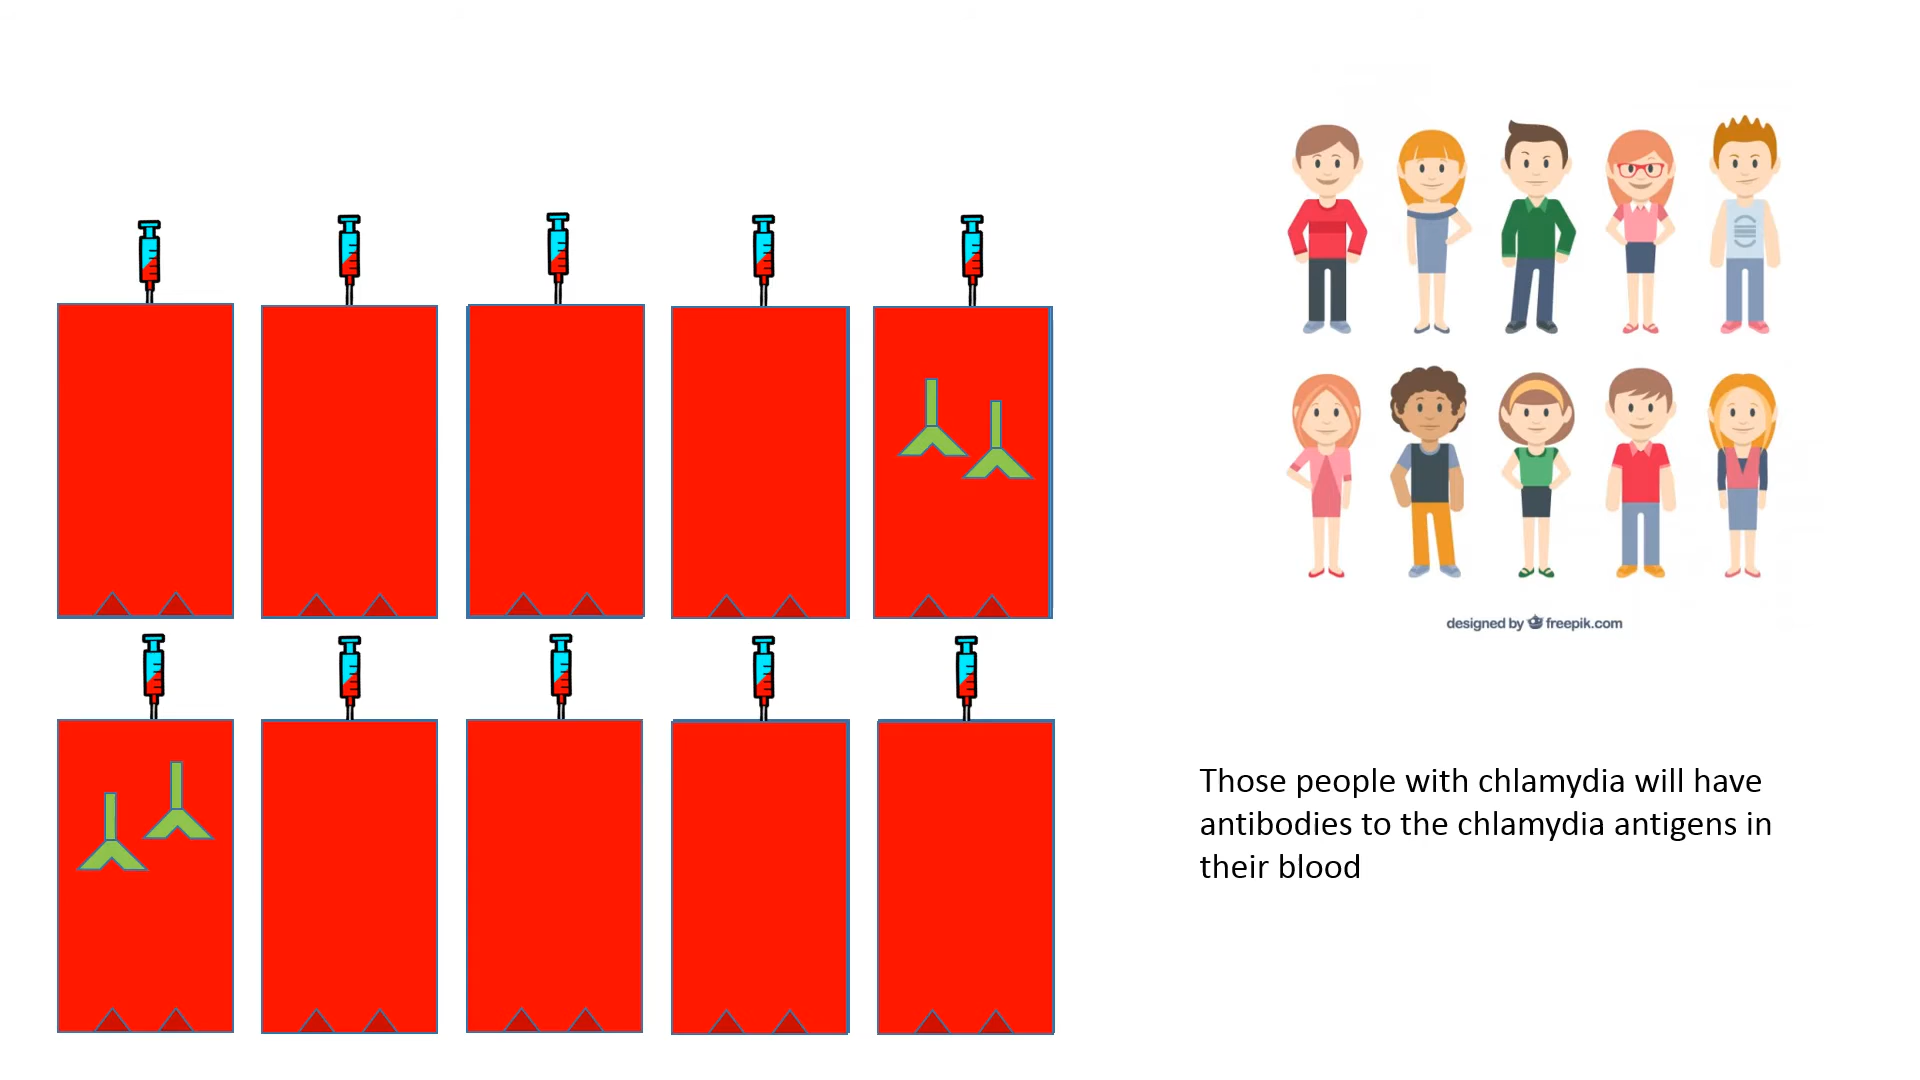 designed by freepik.com
Those people with chlamydia will have
antibodies to the chlamydia antigens in
their blood